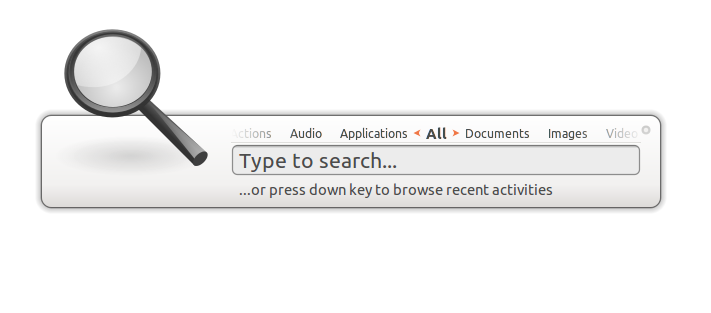 Actions Audio Applications All Documents Images Video
Type to search...
...or press down key to browse recent activities